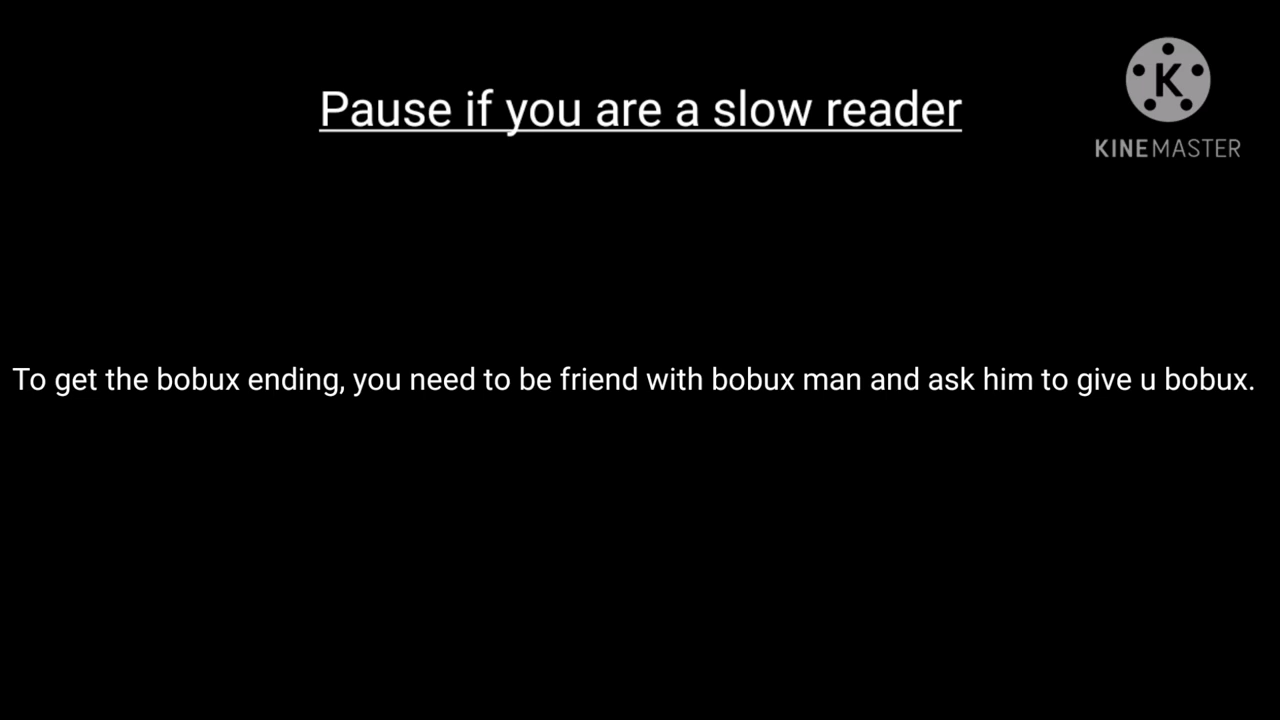 Pause if you are a slow reader
K
KINEMASTER
To get the bobux ending, you need to be friend with bobux man and ask him to give u bobux.